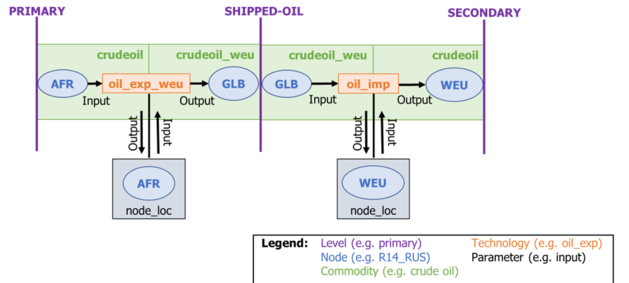 PRIMARY SHIPPED-OIL SECONDARY
crudeoil crudeoil_weu crudeoil_weu crudeoil
AFR oil_exp_weu GLB GLB oil_imp WEU
Input Output Input Output
Output Input Output Input
AFR WEU
node_loc node_loc
Legend: Level (e.g. primary) Technology (e.g. oil_exp)
Node (e.g. R14_RUS) Parameter (e.g. input)
Commodity (e.g. crude oil)